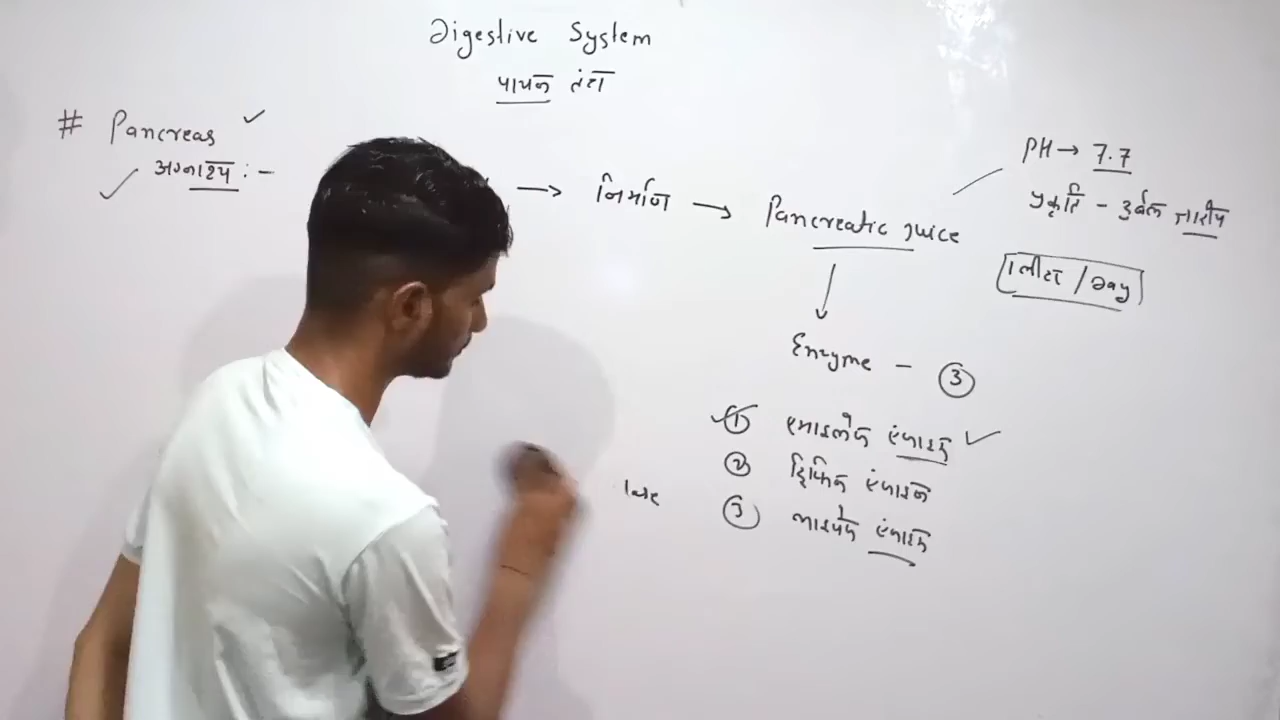 Digestive System
पाचन तंत्र
# Pancreas
अग्नाशय :-
→ निर्माण → Pancreatic Juice
PH → 7.7
प्रकृति - दुर्बल क्षारीय
1 लीटर / Day
Enzyme - ③
① एमाइलेज एंजाइम
② ट्रिप्सिन एंजाइम
③ लाइपेज एंजाइम